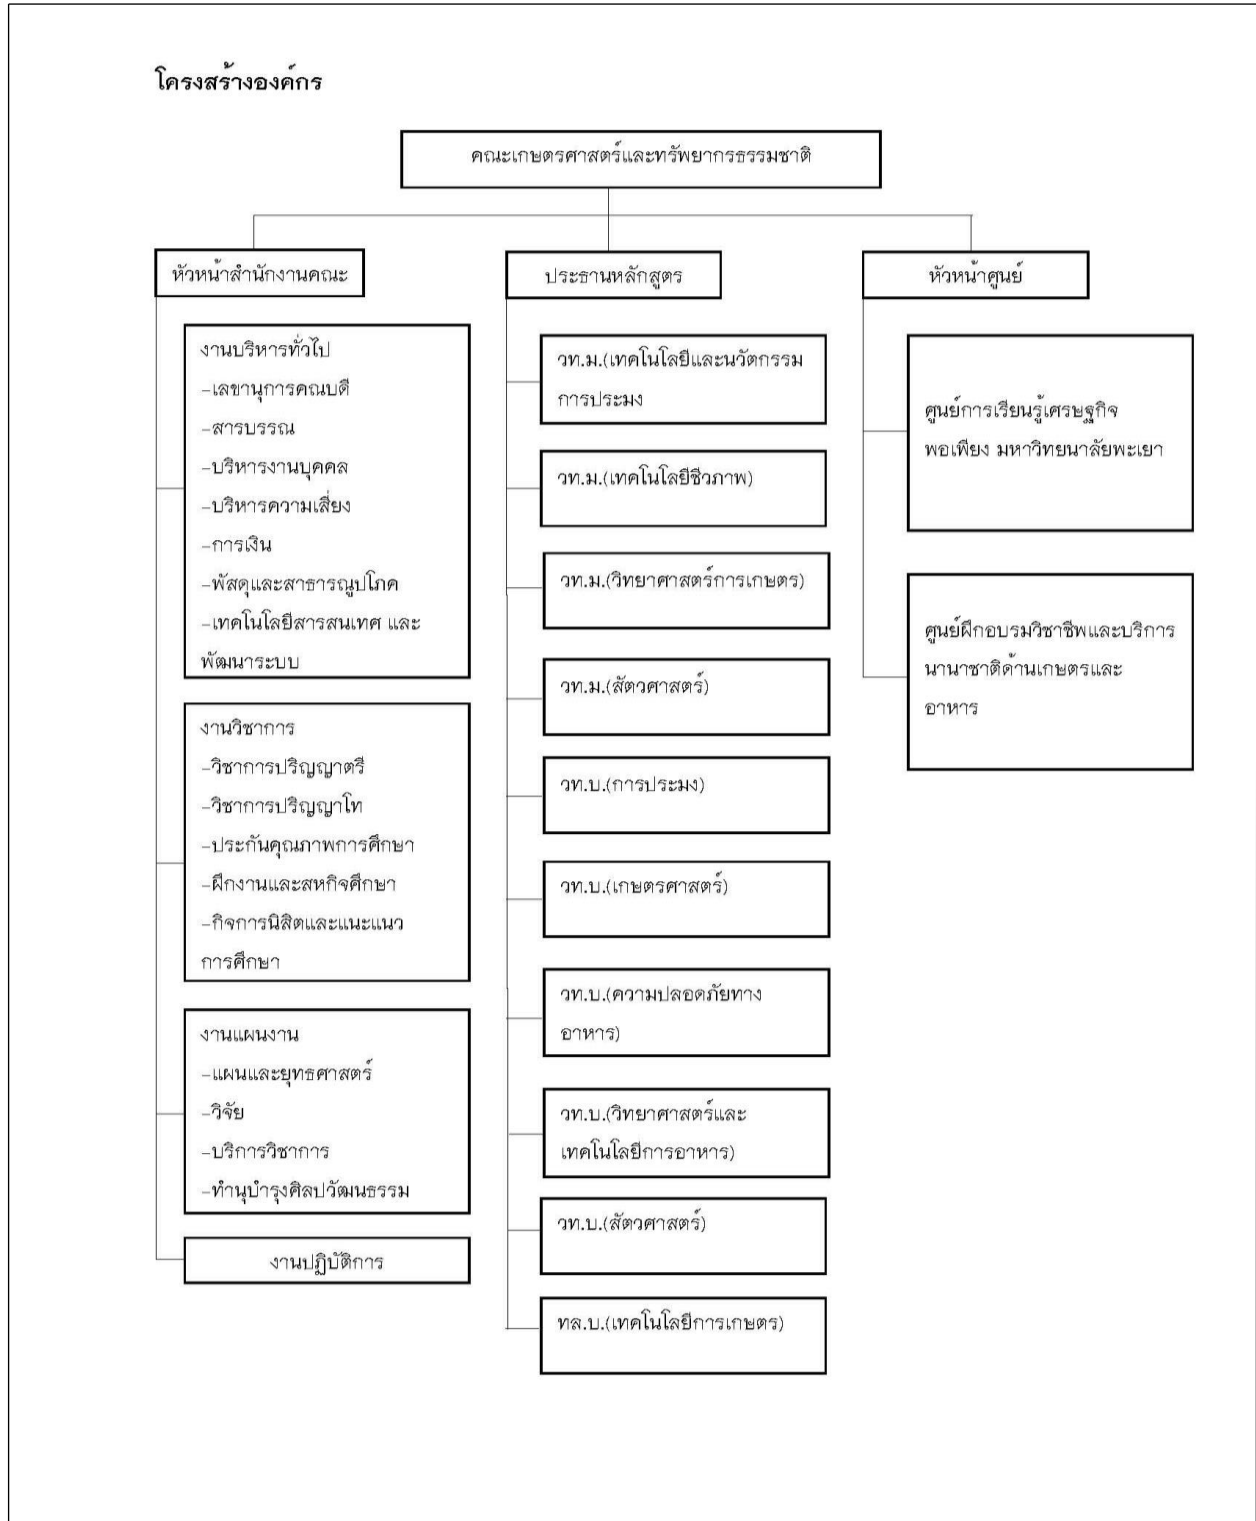 โครงสร้างองค์กร
คณะเกษตรศาสตร์และทรัพยากรธรรมชาติ
หัวหน้าสำนักงานคณะ
งานบริหารทั่วไป
-เลขานุการคณบดี
-สารบรรณ
-บริหารงานบุคคล
-บริหารความเสี่ยง
-การเงิน
-พัสดุและสาธารณูปโภค
-เทคโนโลยีสารสนเทศ และ
พัฒนาระบบ
งานวิชาการ
-วิชาการปริญญาตรี
-วิชาการปริญญาโท
-ประกันคุณภาพการศึกษา
-ฝึกงานและสหกิจศึกษา
-กิจการนิสิตและแนะแนว
การศึกษา
งานแผนงาน
-แผนและยุทธศาสตร์
-วิจัย
-บริการวิชาการ
-ทำนุบำรุงศิลปวัฒนธรรม
งานปฏิบัติการ
ประธานหลักสูตร
วท.ม.(เทคโนโลยีและนวัตกรรม
การประมง
วท.ม.(เทคโนโลยีชีวภาพ)
วท.ม.(วิทยาศาสตร์การเกษตร)
วท.ม.(สัตวศาสตร์)
วท.บ.(การประมง)
วท.บ.(เกษตรศาสตร์)
วท.บ.(ความปลอดภัยทาง
อาหาร)
วท.บ.(วิทยาศาสตร์และ
เทคโนโลยีการอาหาร)
วท.บ.(สัตวศาสตร์)
ทล.บ.(เทคโนโลยีการเกษตร)
หัวหน้าศูนย์
ศูนย์การเรียนรู้เศรษฐกิจ
พอเพียง มหาวิทยนาลัยพะเยา
ศูนย์ฝึกอบรมวิชาชีพและบริการ
นานาชาติด้านเกษตรและ
อาหาร